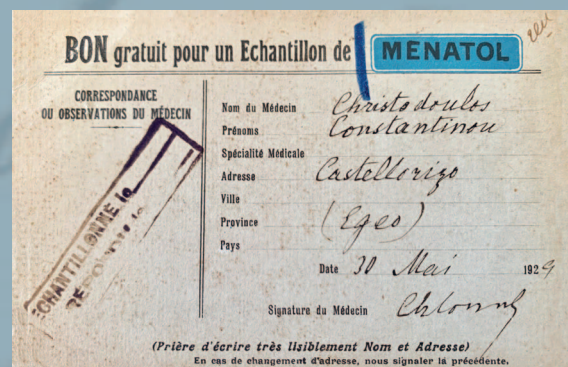 BON gratuit pour un Echantillon de MENATOL
CORRESPONDANCE
OU OBSERVATIONS DU MÉDECIN
ECHANTILLONNE le
Nom du Médecin Christodoulos
Prénoms Constantinou
Spécialité Médicale
Adresse Castellorizo
Ville
Province (Egeo)
Pays
Date 30 Mai 1929
Signature du Médecin
(Prière d'écrire très lisiblement Nom et Adresse)
En cas de changement d'adresse, nous signaler la précédente.